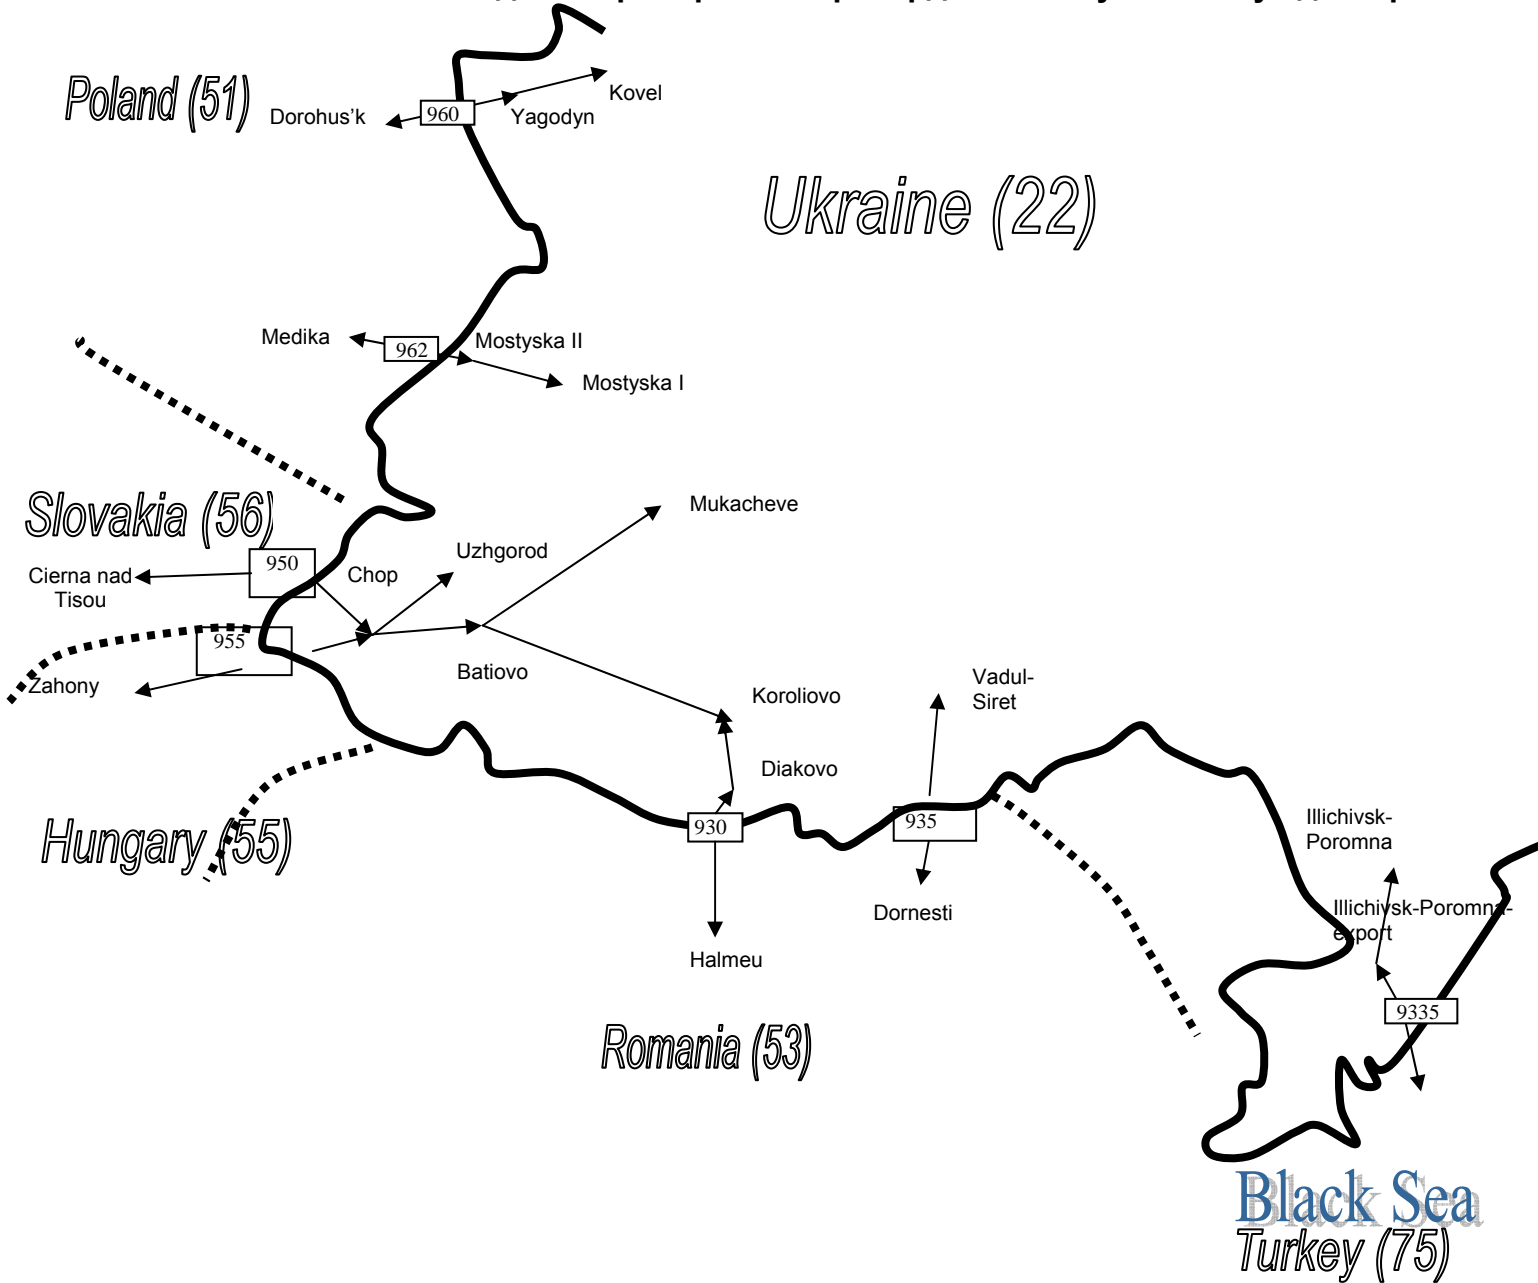 Poland (51)
Kovel
Dorohus'k
960
Yagodyn
Ukraine (22)
Medika
962
Mostyska II
Mostyska I
Slovakia (56)
Mukacheve
950
Uzhgorod
Cierna nad
Tisou
Chop
955
Zahony
Batiovo
Koroliovo
Vadul-
Siret
Diakovo
Hungary (55)
930
935
Illichivsk-
Poromna
Dornesti
Illichivsk-Poromna-
export
Halmeu
9335
Romania (53)
Black Sea
Turkey (75)